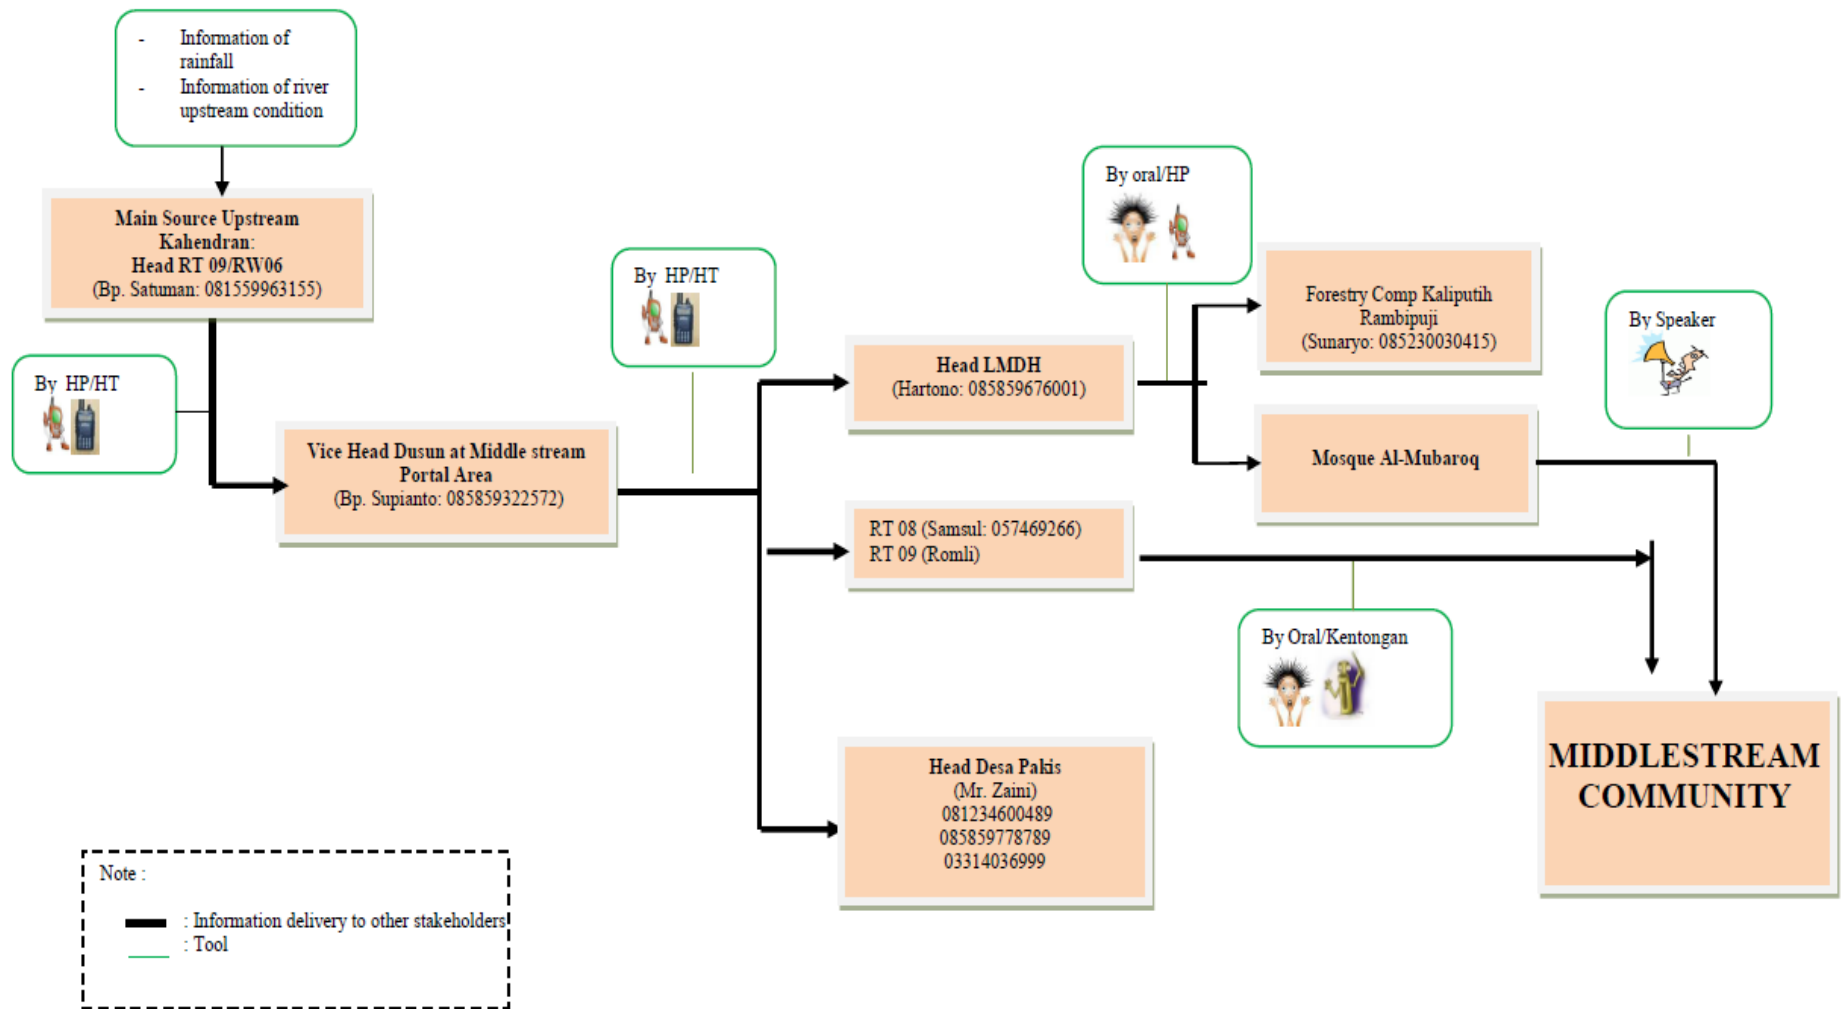 - Information of
rainfall
- Information of river
upstream condition
Main Source Upstream
Kahendran:
Head RT 09/RW06
(Bp. Satuman: 081559963155)
By HP/HT
Vice Head Dusun at Middle stream
Portal Area
(Bp. Supianto: 085859322572)
By HP/HT
Head LMDH
(Hartono: 085859676001)
RT 08 (Samsul: 057469266)
RT 09 (Romli)
Head Desa Pakis
(Mr. Zaini)
081234600489
085859778789
03314036999
By oral/HP
Forestry Comp Kaliputih
Rambipuji
(Sunaryo: 085230030415)
Mosque Al-Mubaroq
By Speaker
By Oral/Kentongan
MIDDLESTREAM
COMMUNITY
Note :
: Information delivery to other stakeholders
: Tool